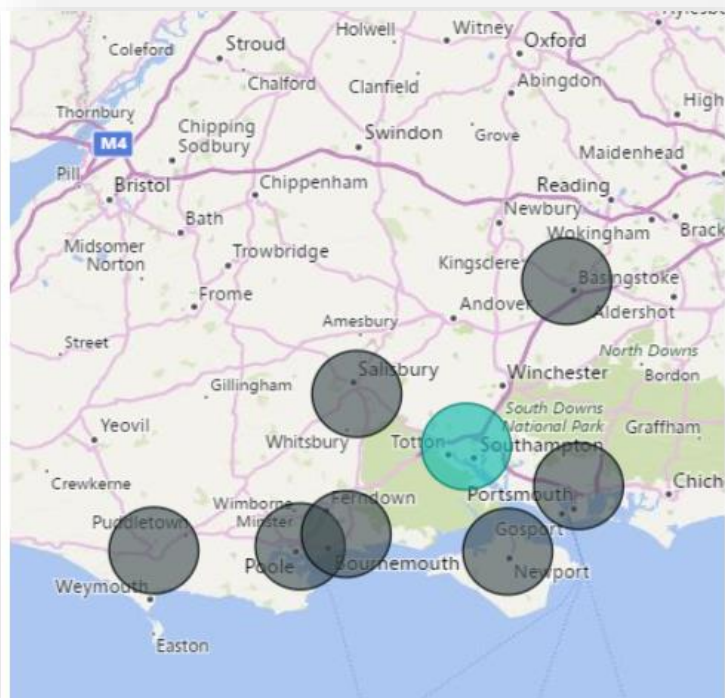 Coleford
Stroud
Holwell
Witney
Oxford
Chalford
Clanfield
Abingdon
Thornbury
High
M4
Chipping
Sodbury
Swindon
Grove
Maidenhead
Pill
Bristol
Chippenham
Reading
Newbury
Bath
Wokingham
Brack
Midsomer
Norton
Trowbridge
Kingsclere
Basingstoke
Frome
Andover
Aldershot
Amesbury
Street
North Downs
Winchester
Bordon
Salisbury
Gillingham
South Downs
National Park
Graffham
Yeovil
Whitsbury
Totton
Southampton
Crewkerne
Portsmouth
Chich
Wimborne
Minster
Ferndown
Puddletown
Gosport
Poole
Bournemouth
Newport
Weymouth
Easton